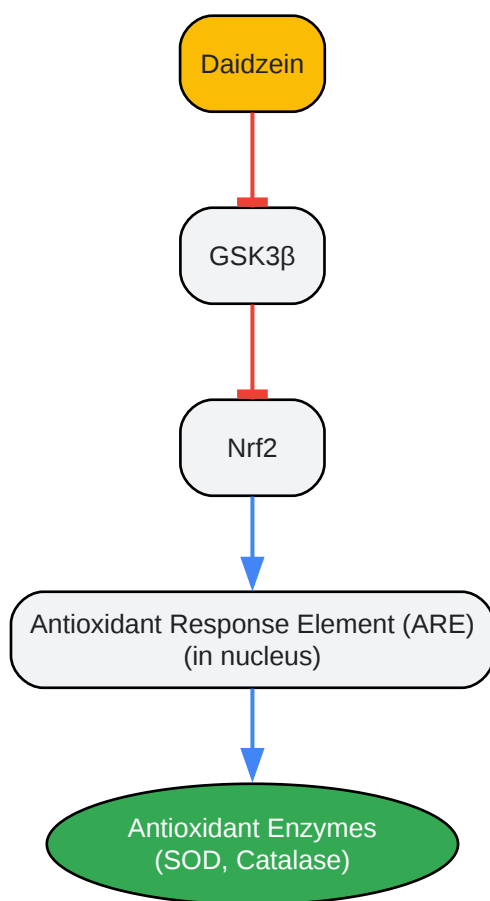 Daidzein
GSK3β
Nrf2
Antioxidant Response Element (ARE)
(in nucleus)
Antioxidant Enzymes
(SOD, Catalase)